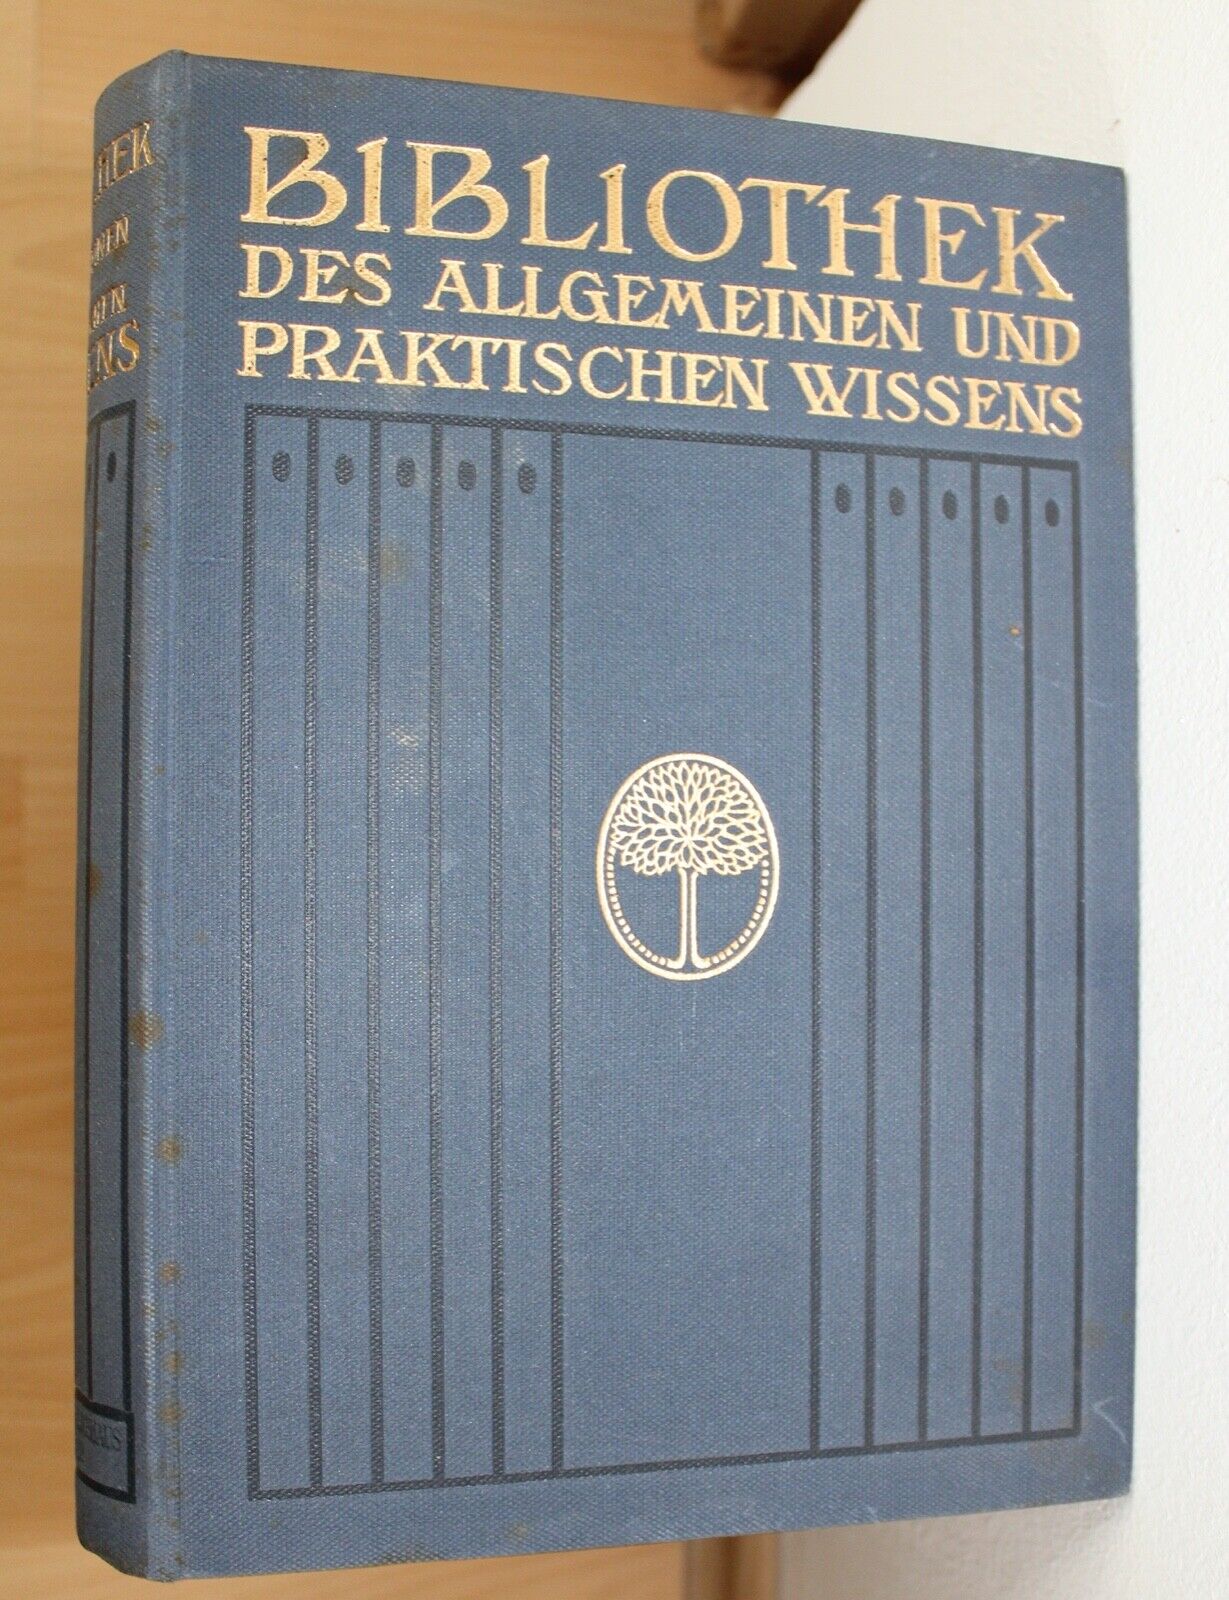 BIBLIOTHEK
DES ALLGEMEINEN UND
PRAKTISCHEN WISSENS